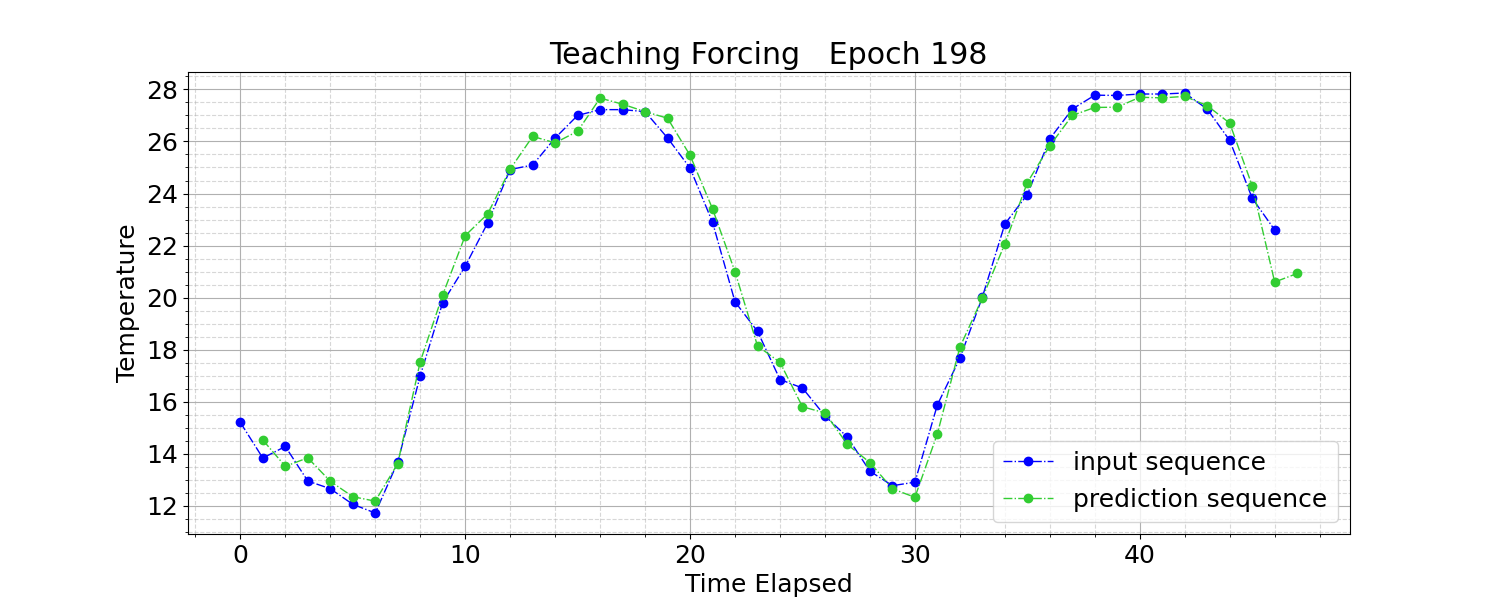 Teaching Forcing   Epoch 198
28
26
24
22
20
18
16
14
12
Temperature
input sequence
prediction sequence
0 10 20 30 40
Time Elapsed